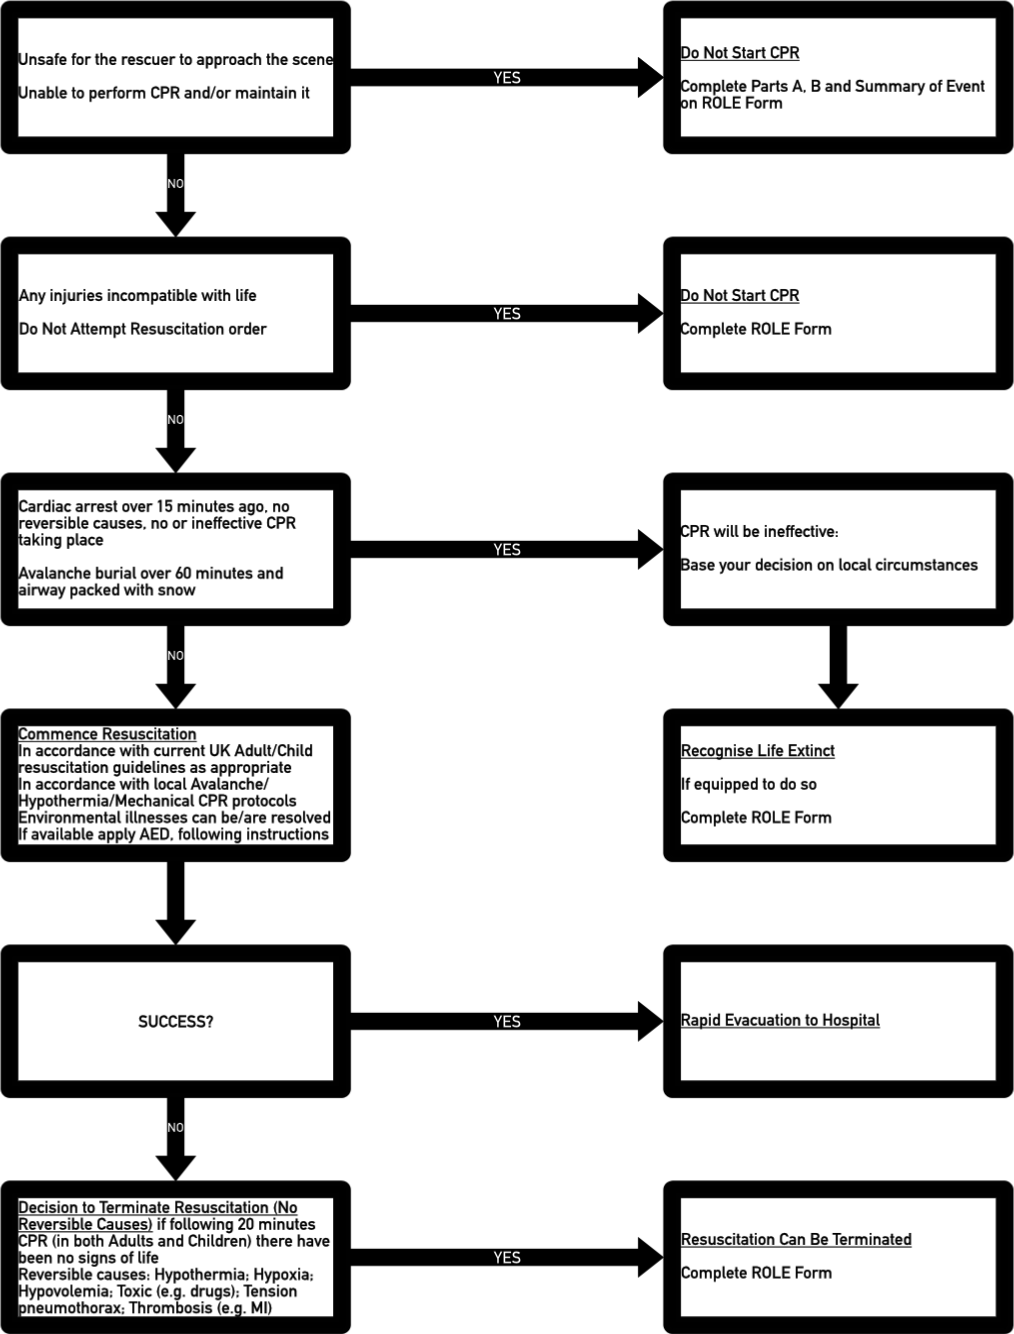 Unsafe for the rescuer to approach the scene
Unable to perform CPR and/or maintain it
YES
Do Not Start CPR
Complete Parts A, B and Summary of Event
on ROLE Form
NO
Any injuries incompatible with life
Do Not Attempt Resuscitation order
YES
Do Not Start CPR
Complete ROLE Form
NO
Cardiac arrest over 15 minutes ago, no
reversible causes, no or ineffective CPR
taking place
Avalanche burial over 60 minutes and
airway packed with snow
YES
CPR will be ineffective:
Base your decision on local circumstances
NO
Commence Resuscitation
In accordance with current UK Adult/Child
resuscitation guidelines as appropriate
In accordance with local Avalanche/
Hypothermia/Mechanical CPR protocols
Environmental illnesses can be/are resolved
If available apply AED, following instructions
Recognise Life Extinct
If equipped to do so
Complete ROLE Form
SUCCESS?
YES
Rapid Evacuation to Hospital
NO
Decision to Terminate Resuscitation (No
Reversible Causes) if following 20 minutes
CPR (in both Adults and Children) there have
been no signs of life
Reversible causes: Hypothermia; Hypoxia;
Hypovolemia; Toxic (e.g. drugs); Tension
pneumothorax; Thrombosis (e.g. MI)
YES
Resuscitation Can Be Terminated
Complete ROLE Form